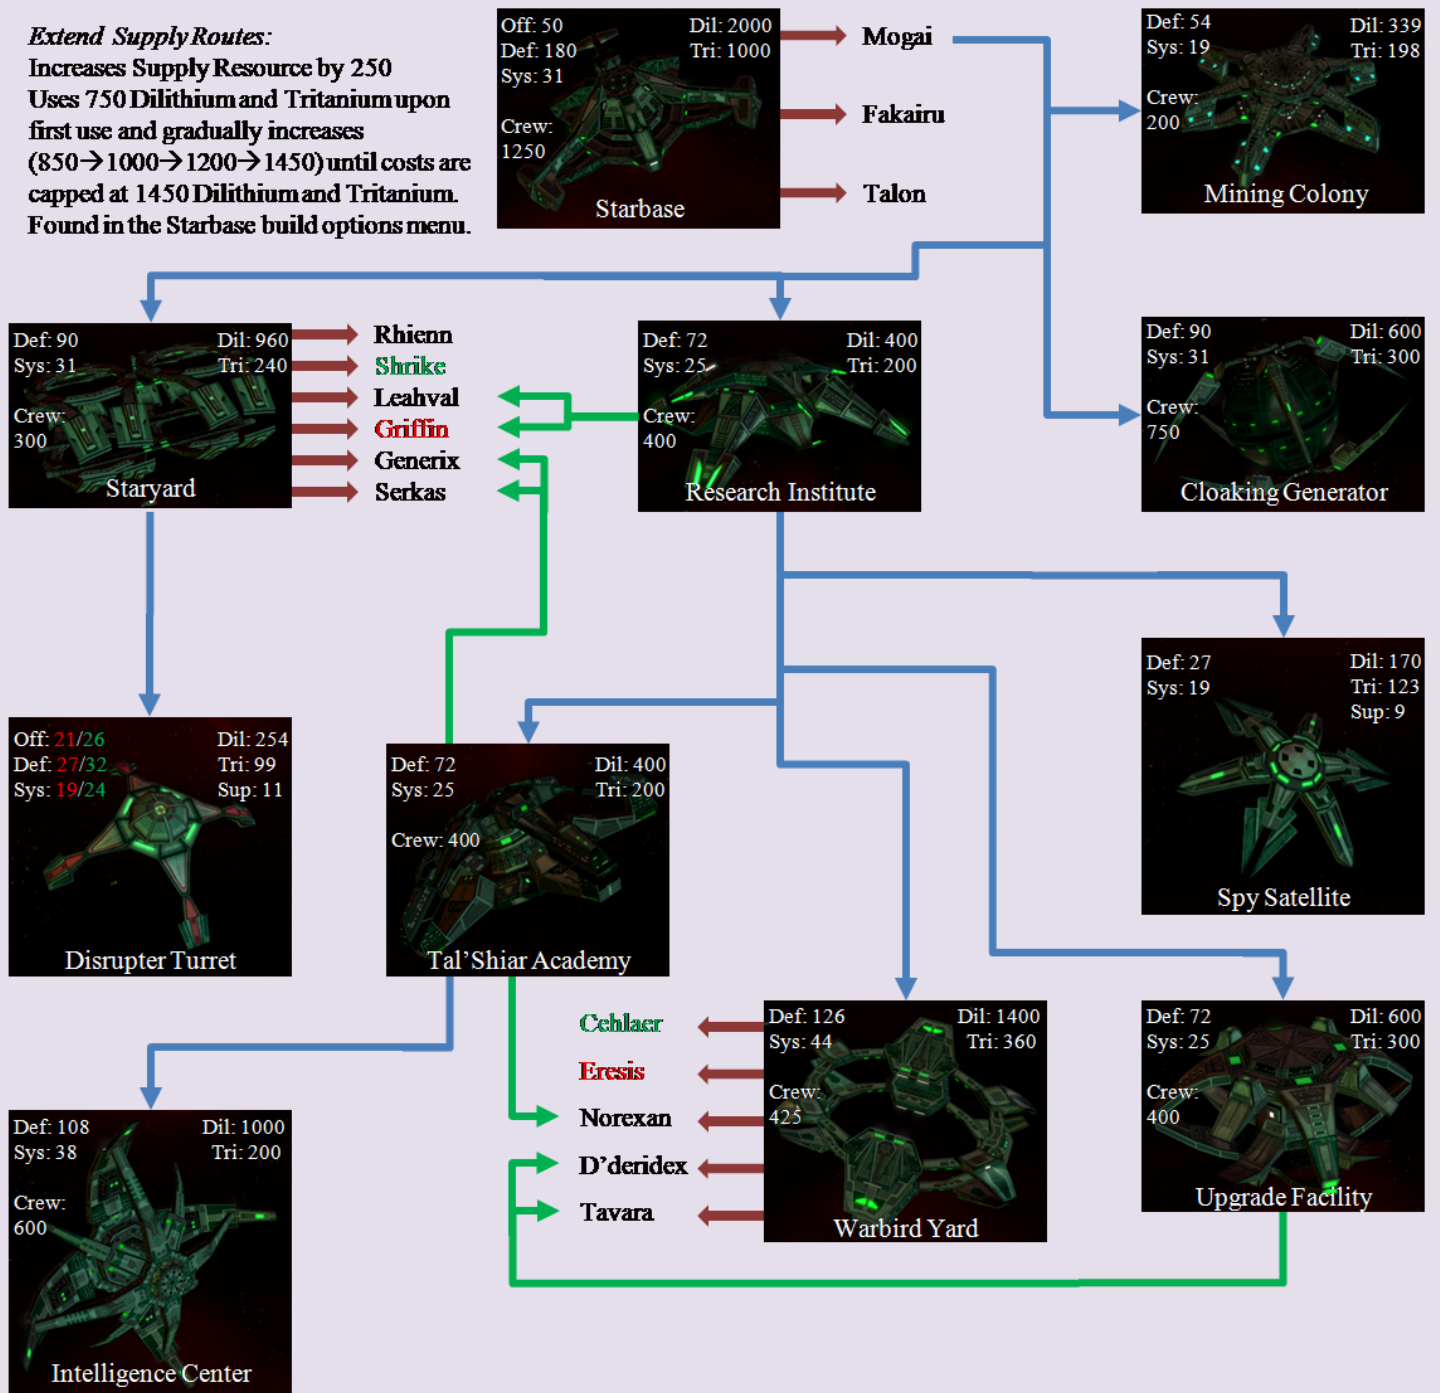 Extend Supply Routes:
Increases Supply Resource by 250
Uses 750 Dilithium and Tritanium upon
first use and gradually increases
(850→1000→1200→1450) until costs are
capped at 1450 Dilithium and Tritanium.
Found in the Starbase build options menu.
Off: 50 Dil: 2000
Def: 180 Tri: 1000
Sys: 31
Crew:
1250
Starbase
Mogai
Fakairu
Talon
Def: 54 Dil: 339
Sys: 19 Tri: 198
Crew:
200
Mining Colony
Def: 90 Dil: 960
Sys: 31 Tri: 240
Crew:
300
Staryard
Rhienn
Shrike
Leahval
Griffin
Generix
Serkas
Def: 72 Dil: 400
Sys: 25 Tri: 200
Crew:
400
Research Institute
Def: 90 Dil: 600
Sys: 31 Tri: 300
Crew:
750
Cloaking Generator
Def: 27 Dil: 170
Sys: 19 Tri: 123
Sup: 9
Spy Satellite
Off: 21/26 Dil: 254
Def: 27/32 Tri: 99
Sys: 19/24 Sup: 11
Disrupter Turret
Def: 72 Dil: 400
Sys: 25 Tri: 200
Crew: 400
Tal’Shiar Academy
Cehlaer
Eresis
Norexan
D’deridex
Tavara
Def: 126 Dil: 1400
Sys: 44 Tri: 360
Crew:
425
Warbird Yard
Def: 72 Dil: 600
Sys: 25 Tri: 300
Crew:
400
Upgrade Facility
Def: 108 Dil: 1000
Sys: 38 Tri: 200
Crew:
600
Intelligence Center